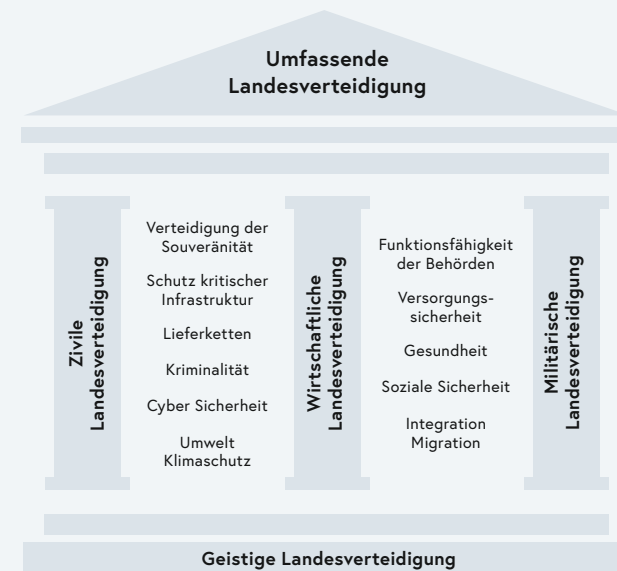 Umfassende
Landesverteidigung
Zivile
Landesverteidigung
Verteidigung der
Souveränität
Schutz kritischer
Infrastruktur
Lieferketten
Kriminalität
Cyber Sicherheit
Umwelt
Klimaschutz
Wirtschaftliche
Landesverteidigung
Funktionsfähigkeit
der Behörden
Versorgungs-
sicherheit
Gesundheit
Soziale Sicherheit
Integration
Migration
Militärische
Landesverteidigung
Geistige Landesverteidigung